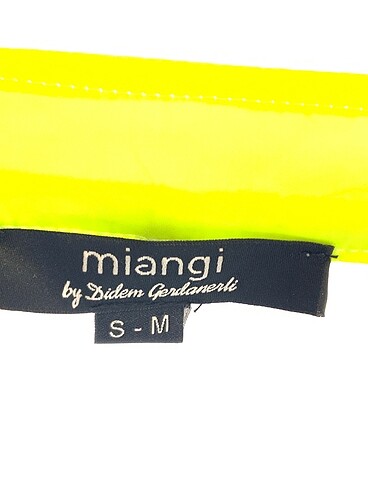 miangi
by Didem Gerdanerli
S - M